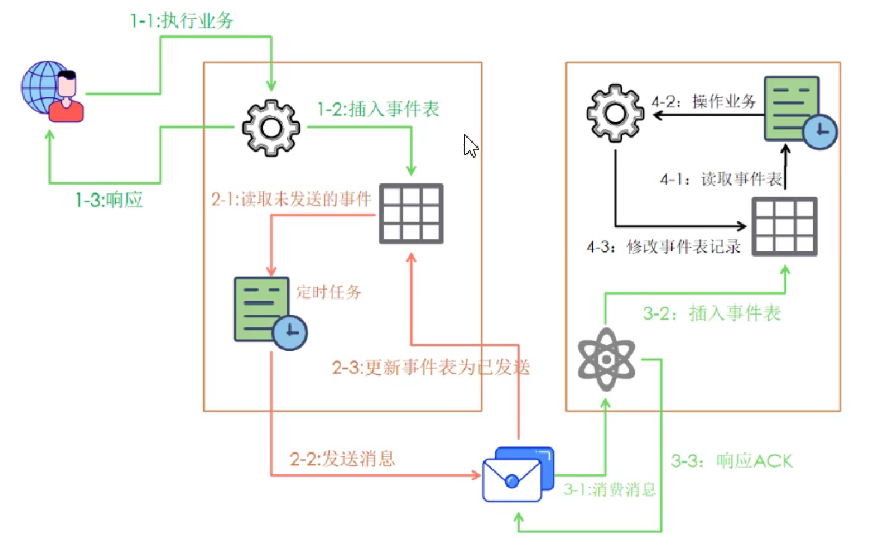 1-1:执行业务
1-2:插入事件表
1-3:响应
2-1:读取未发送的事件
定时任务
2-3:更新事件表为已发送
2-2:发送消息
4-2：操作业务
4-1：读取事件表
4-3：修改事件表记录
3-2：插入事件表
3-3：响应ACK
3-1:消费消息